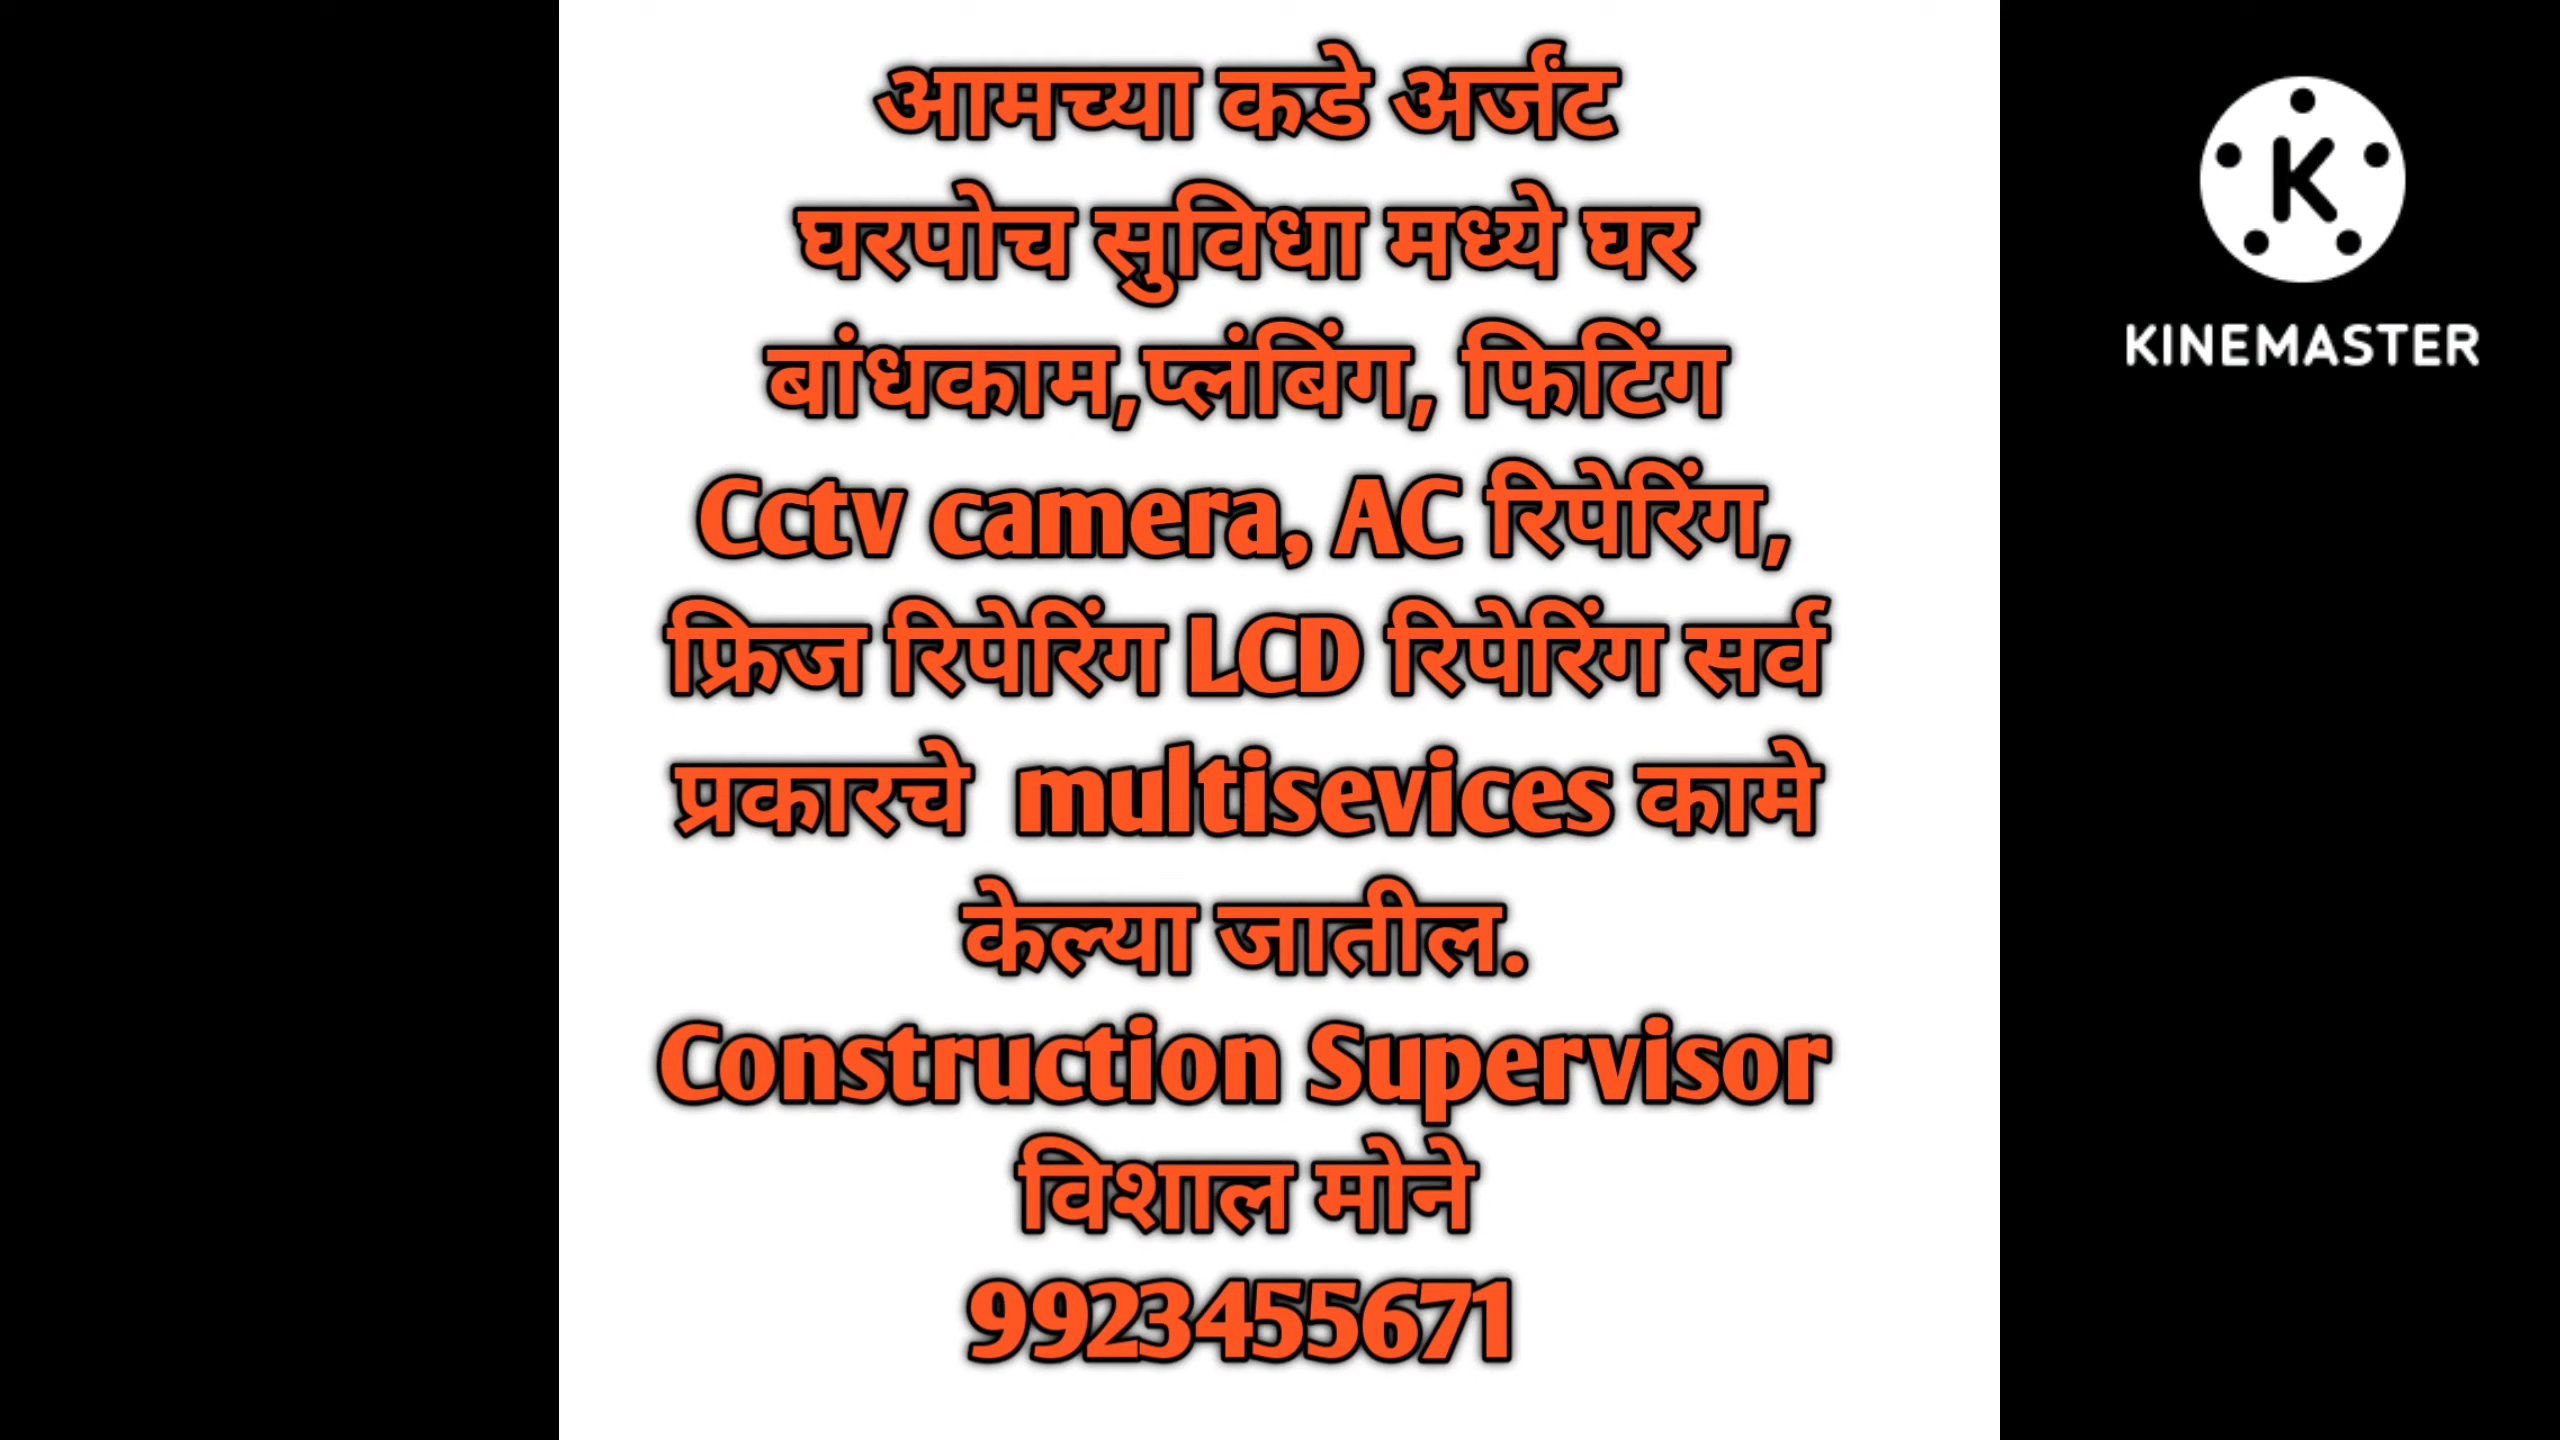 आमच्या कडे अर्जंट
घरपोच सुविधा मध्ये घर
बांधकाम,प्लंबिंग, फिटिंग
Cctv camera, AC रिपेरिंग,
फ्रिज रिपेरिंग LCD रिपेरिंग सर्व
प्रकारचे  multisevices कामे
केल्या जातील.
Construction Supervisor
विशाल मोने
9923455671
K
KINEMASTER